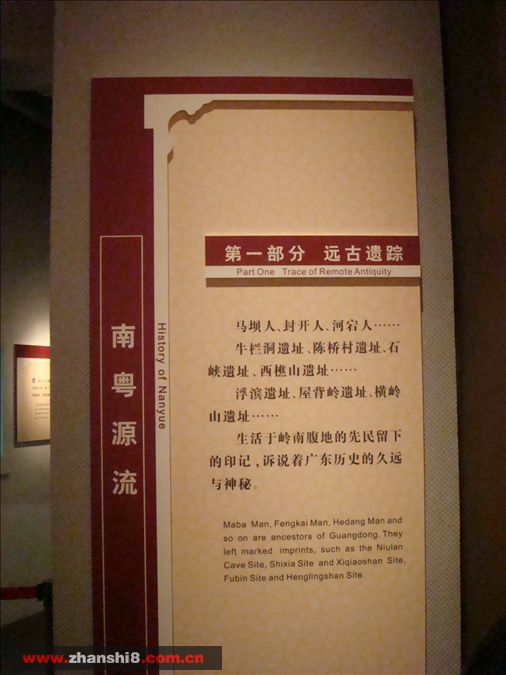 南粤源流
History of Nanyue
第一部分 远古遗踪
Part One Trace of Remote Antiquity
马坝人、封开人、河宕人……
牛栏洞遗址、陈桥村遗址、石
峡遗址、西樵山遗址……
浮滨遗址、屋背岭遗址、横岭
山遗址……
生活于岭南腹地的先民留下
的印记，诉说着广东历史的久远
与神秘。
Maba Man, Fengkai Man, Hedang Man and
so on are ancestors of Guangdong. They
left marked imprints, such as the Niulan
Cave Site, Shixia Site and Xiqiaoshan Site,
Fubin Site and Henglingshan Site.
www.zhanshi8.com.cn